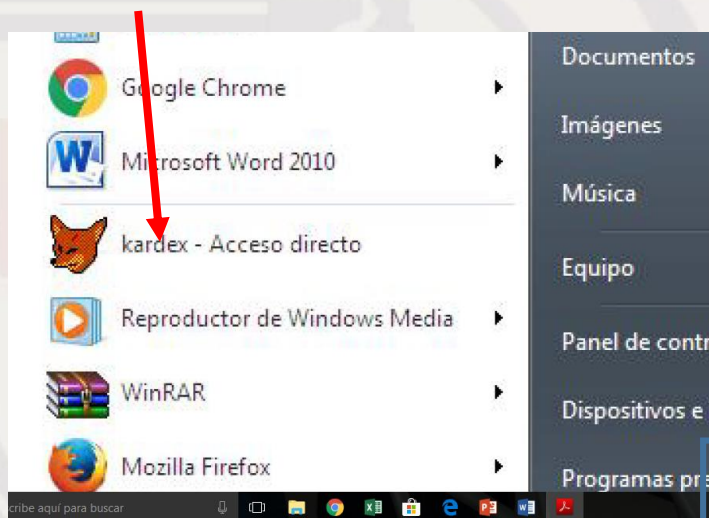 Google Chrome
Microsoft Word 2010
kardex - Acceso directo
Reproductor de Windows Media
WinRAR
Mozilla Firefox
Documentos
Imágenes
Música
Equipo
Panel de contr
Dispositivos e
Programas pre
cribe aquí para buscar